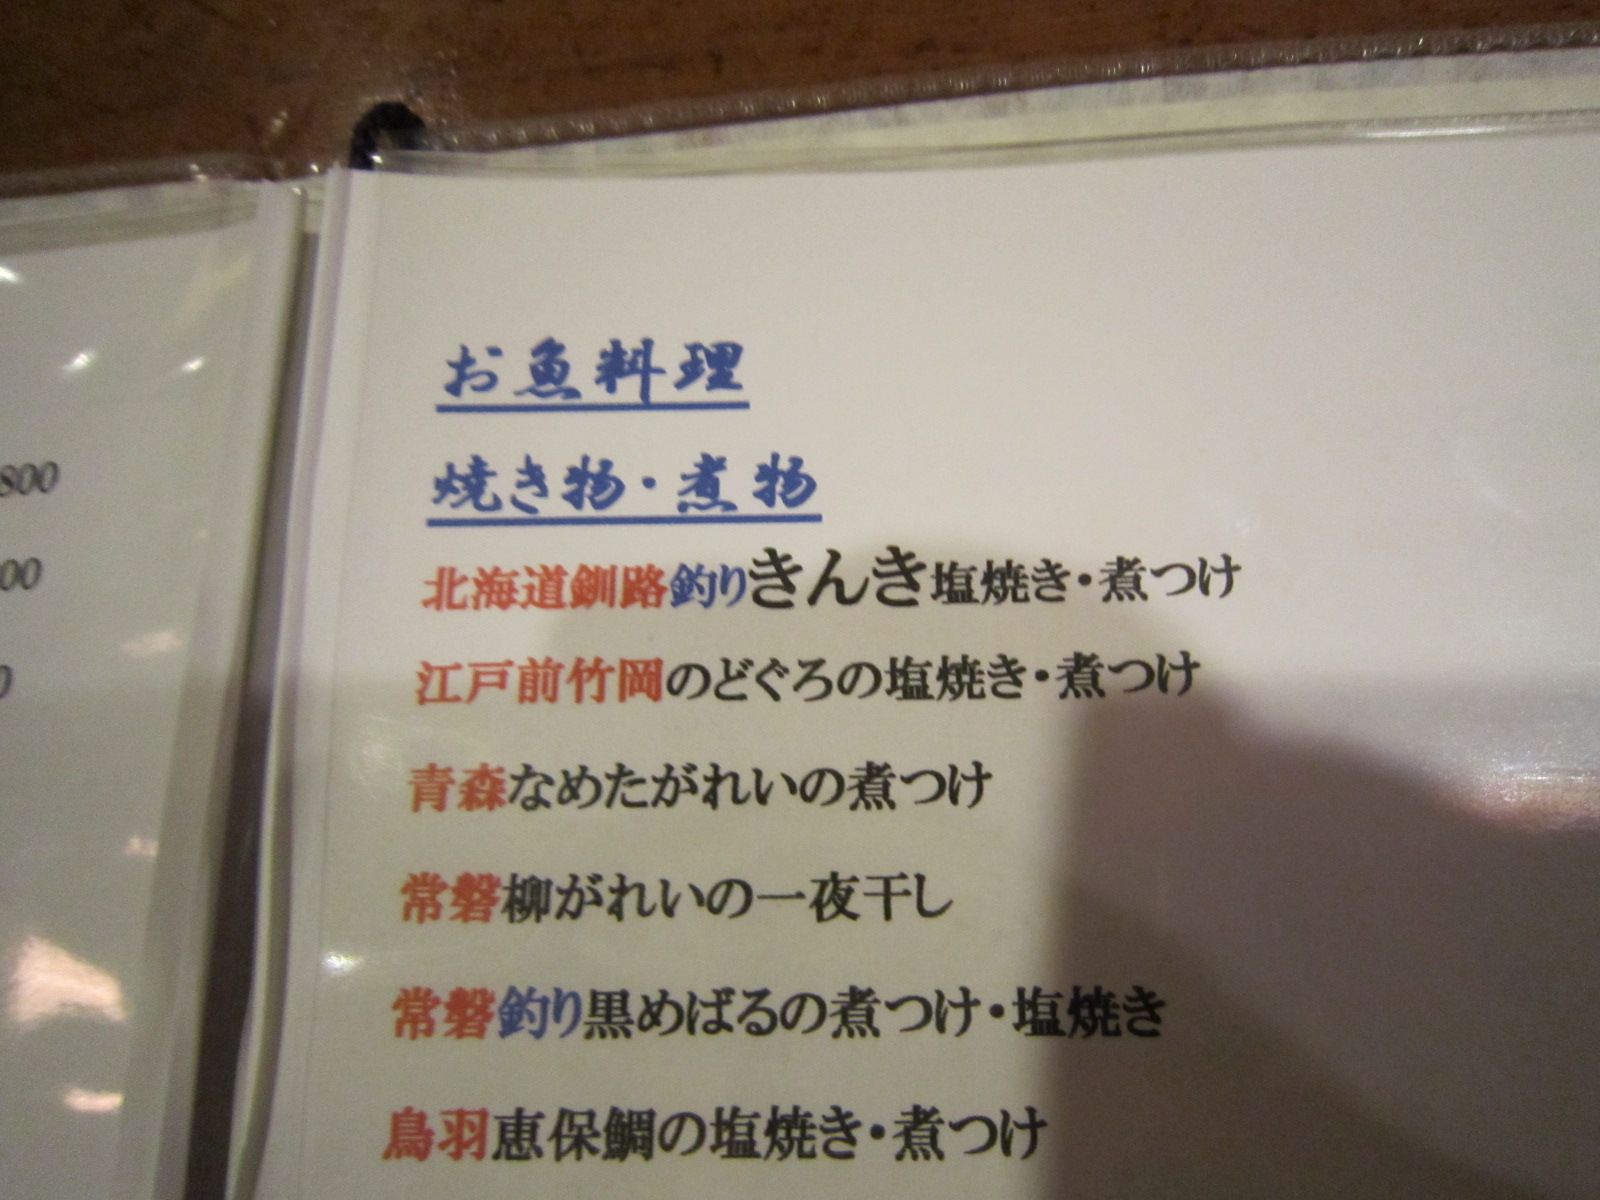 800
00
0
お魚料理
焼き物・煮物
北海道釧路釣りきんき塩焼き・煮つけ
江戸前竹岡のどぐろの塩焼き・煮つけ
青森なめたがれいの煮つけ
常磐柳がれいの一夜干し
常磐釣り黒めばるの煮つけ・塩焼き
鳥羽恵保鯛の塩焼き・煮つけ